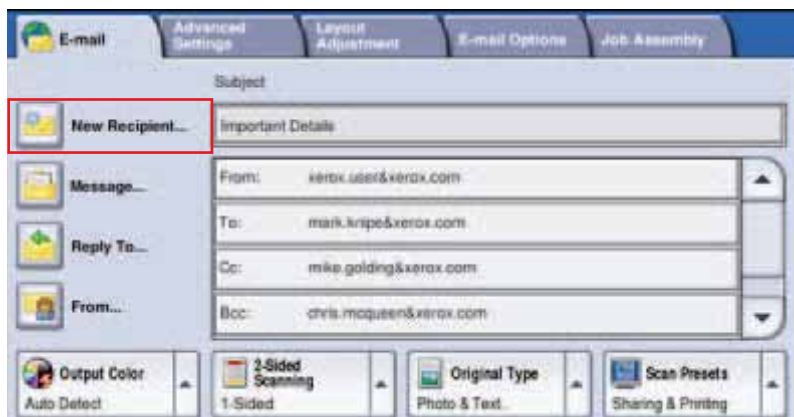 E-mail
Advanced Settings
Layout Adjustment
E-mail Options
Job Assembly
Subject
New Recipient...
Important Details
Message...
From: xerox.user&xerox.com
Reply To...
To: mark.knipe&xerox.com
Cc: mike.golding&xerox.com
From...
Bcc: chris.mcqueen&xerox.com
Output Color
Auto Detect
2-Sided Scanning
1-Sided
Original Type
Photo & Text
Scan Presets
Sharing & Printing